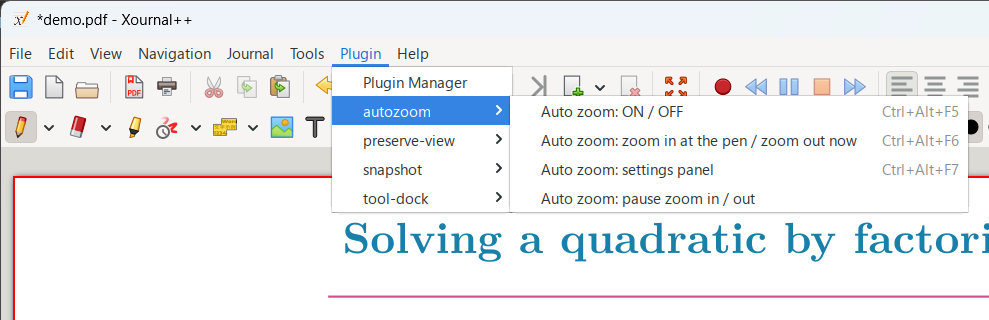 *demo.pdf - Xournal++
File Edit View Navigation Journal Tools Plugin Help
Plugin Manager
autozoom
Auto zoom: ON / OFF Ctrl+Alt+F5
preserve-view
Auto zoom: zoom in at the pen / zoom out now Ctrl+Alt+F6
snapshot
Auto zoom: settings panel Ctrl+Alt+F7
tool-dock
Auto zoom: pause zoom in / out
PDF
T
Solving a quadratic by factori